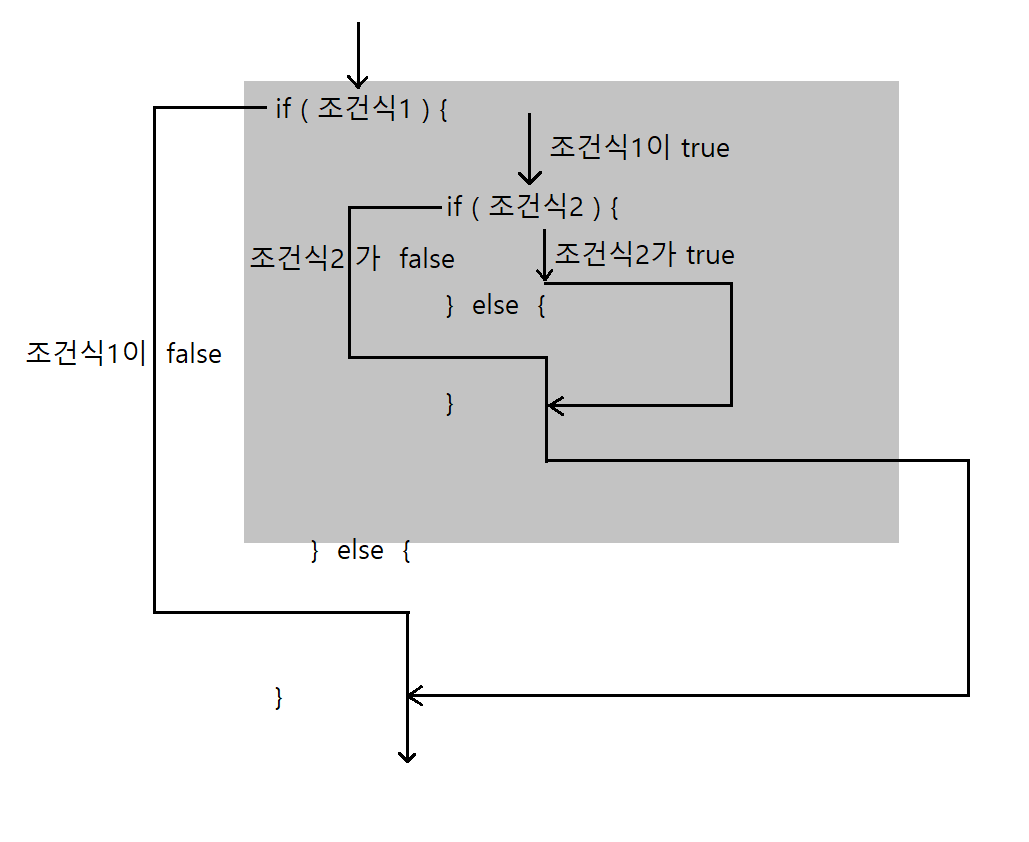 if ( 조건식1 ) {
조건식1이 true
if ( 조건식2 ) {
조건식2가 true
조건식2 가 false
} else {
조건식1이 false
}
} else {
}